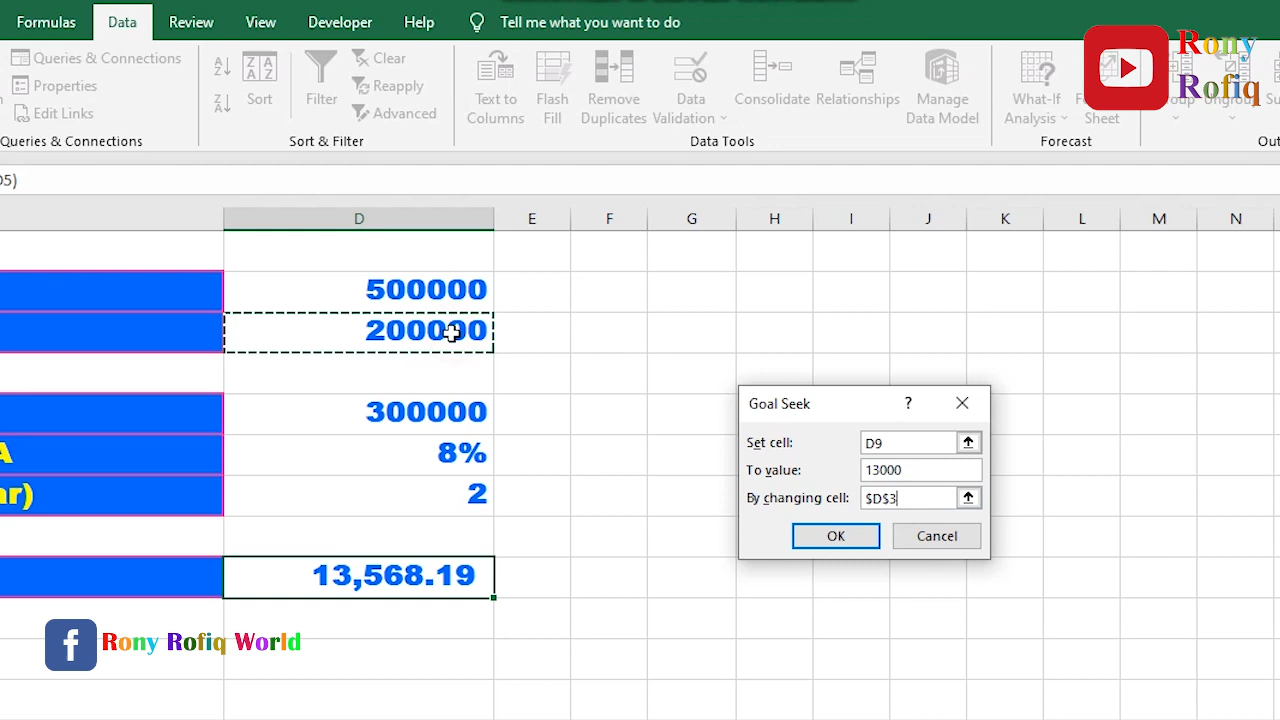 Formulas Data Review View Developer Help Tell me what you want to do
Queries & Connections
Properties
Edit Links
Queries & Connections
Sort
Filter
Clear
Reapply
Advanced
Sort & Filter
Text to
Columns
Flash
Fill
Remove
Duplicates
Data
Validation
Consolidate
Relationships
Manage
Data Model
Data Tools
What-If
Analysis
Sheet
Forecast
Rony
Rofiq
D5)
D E F G H I J K L M N
500000
200000
300000
A 8%
ar) 2
13,568.19
Goal Seek ?
Set cell: D9
To value: 13000
By changing cell: $D$3
OK Cancel
f Rony Rofiq World